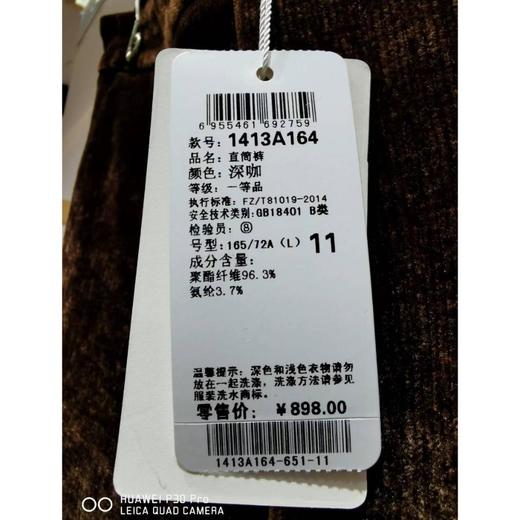 6 955461 692759
款号: 1413A164
品名: 直筒裤
颜色: 深咖
等级: 一等品
执行标准: FZ/T81019-2014
安全技术类别:GB18401 B类
检验员: ⑧
号型:165/72A (L) 11
成分含量:
聚酯纤维96.3%
氨纶3.7%
温馨提示: 深色和浅色衣物请勿
放在一起洗涤, 洗涤方法请参见
服装洗水商标。
零售价: ¥898.00
1413A164-651-11
HUAWEI P30 Pro
LEICA QUAD CAMERA